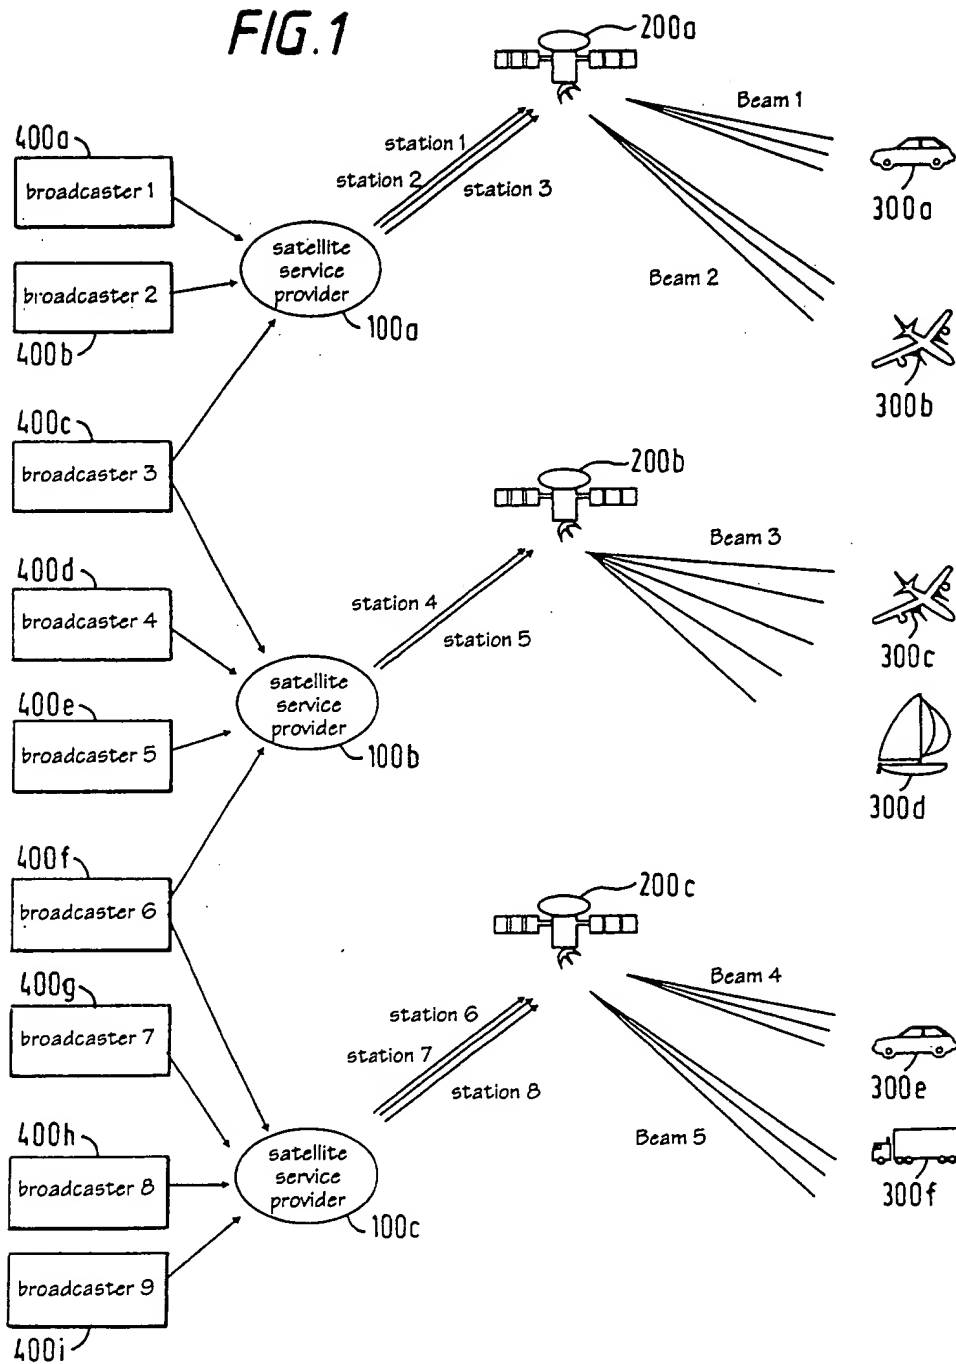 FIG.1
200a
Beam 1
400a
station 1
broadcaster 1
station 2
station 3
300a
satellite
service
provider
Beam 2
broadcaster 2
100a
400b
300b
400c
200b
broadcaster 3
Beam 3
400d
station 4
broadcaster 4
station 5
300c
satellite
service
provider
400e
broadcaster 5
100b
300d
400f
200c
broadcaster 6
Beam 4
400g
station 6
broadcaster 7
station 7
station 8
300e
Beam 5
400h
satellite
service
provider
broadcaster 8
300f
100c
broadcaster 9
400i